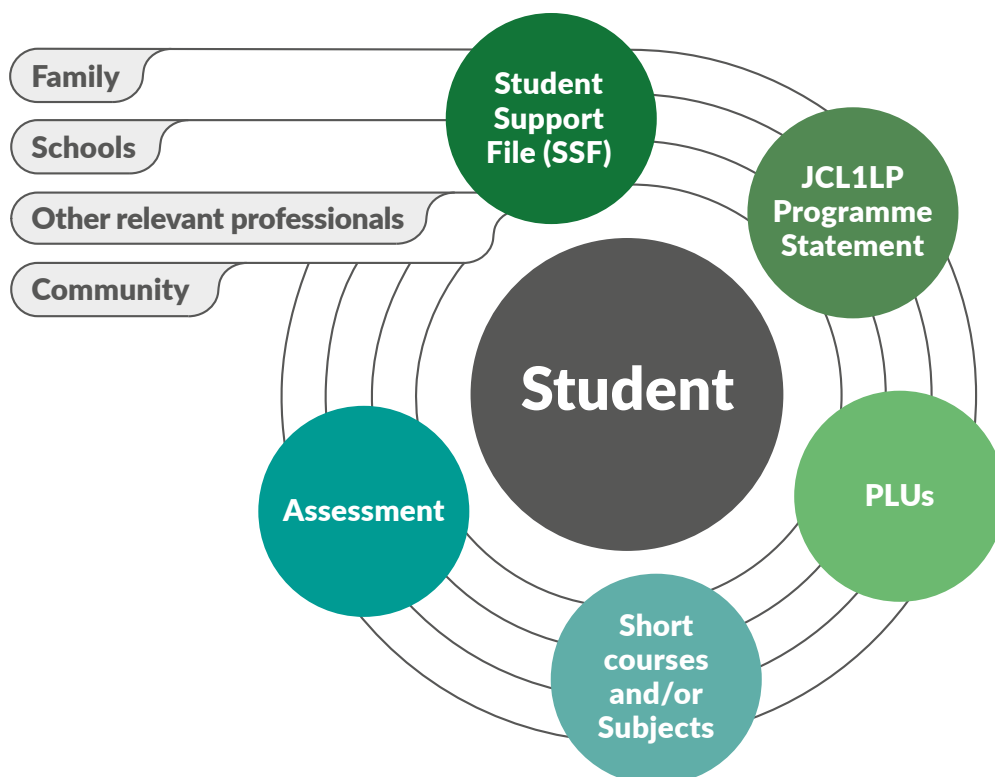 Family
Schools
Other relevant professionals
Community
Student
Support
File (SSF)
JCL1LP
Programme
Statement
PLUs
Short
courses
and/or
Subjects
Assessment
Student